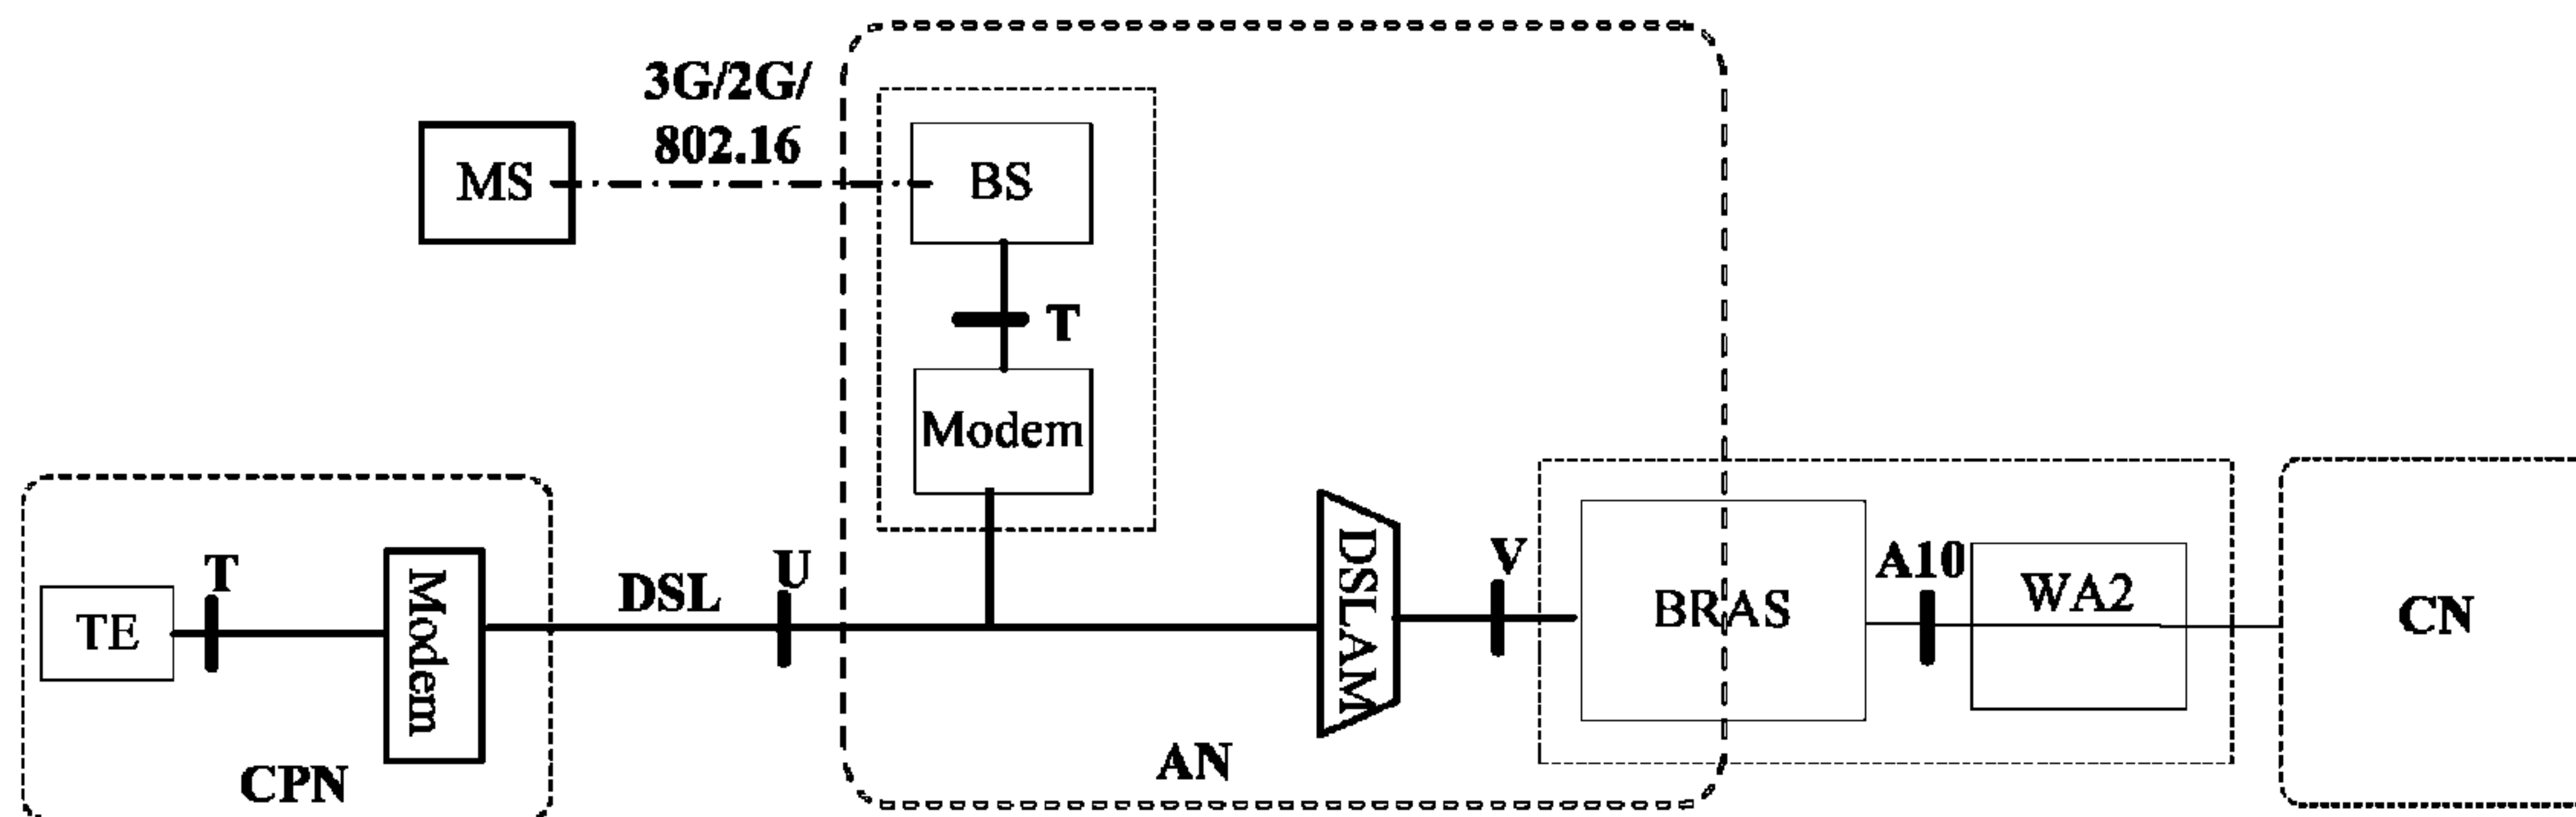 3G/2G/
802.16
MS
BS
T
Modem
TE
T
Modem
CPN
DSL
U
AN
DSLAM
V
BRAS
A10
WA2
CN